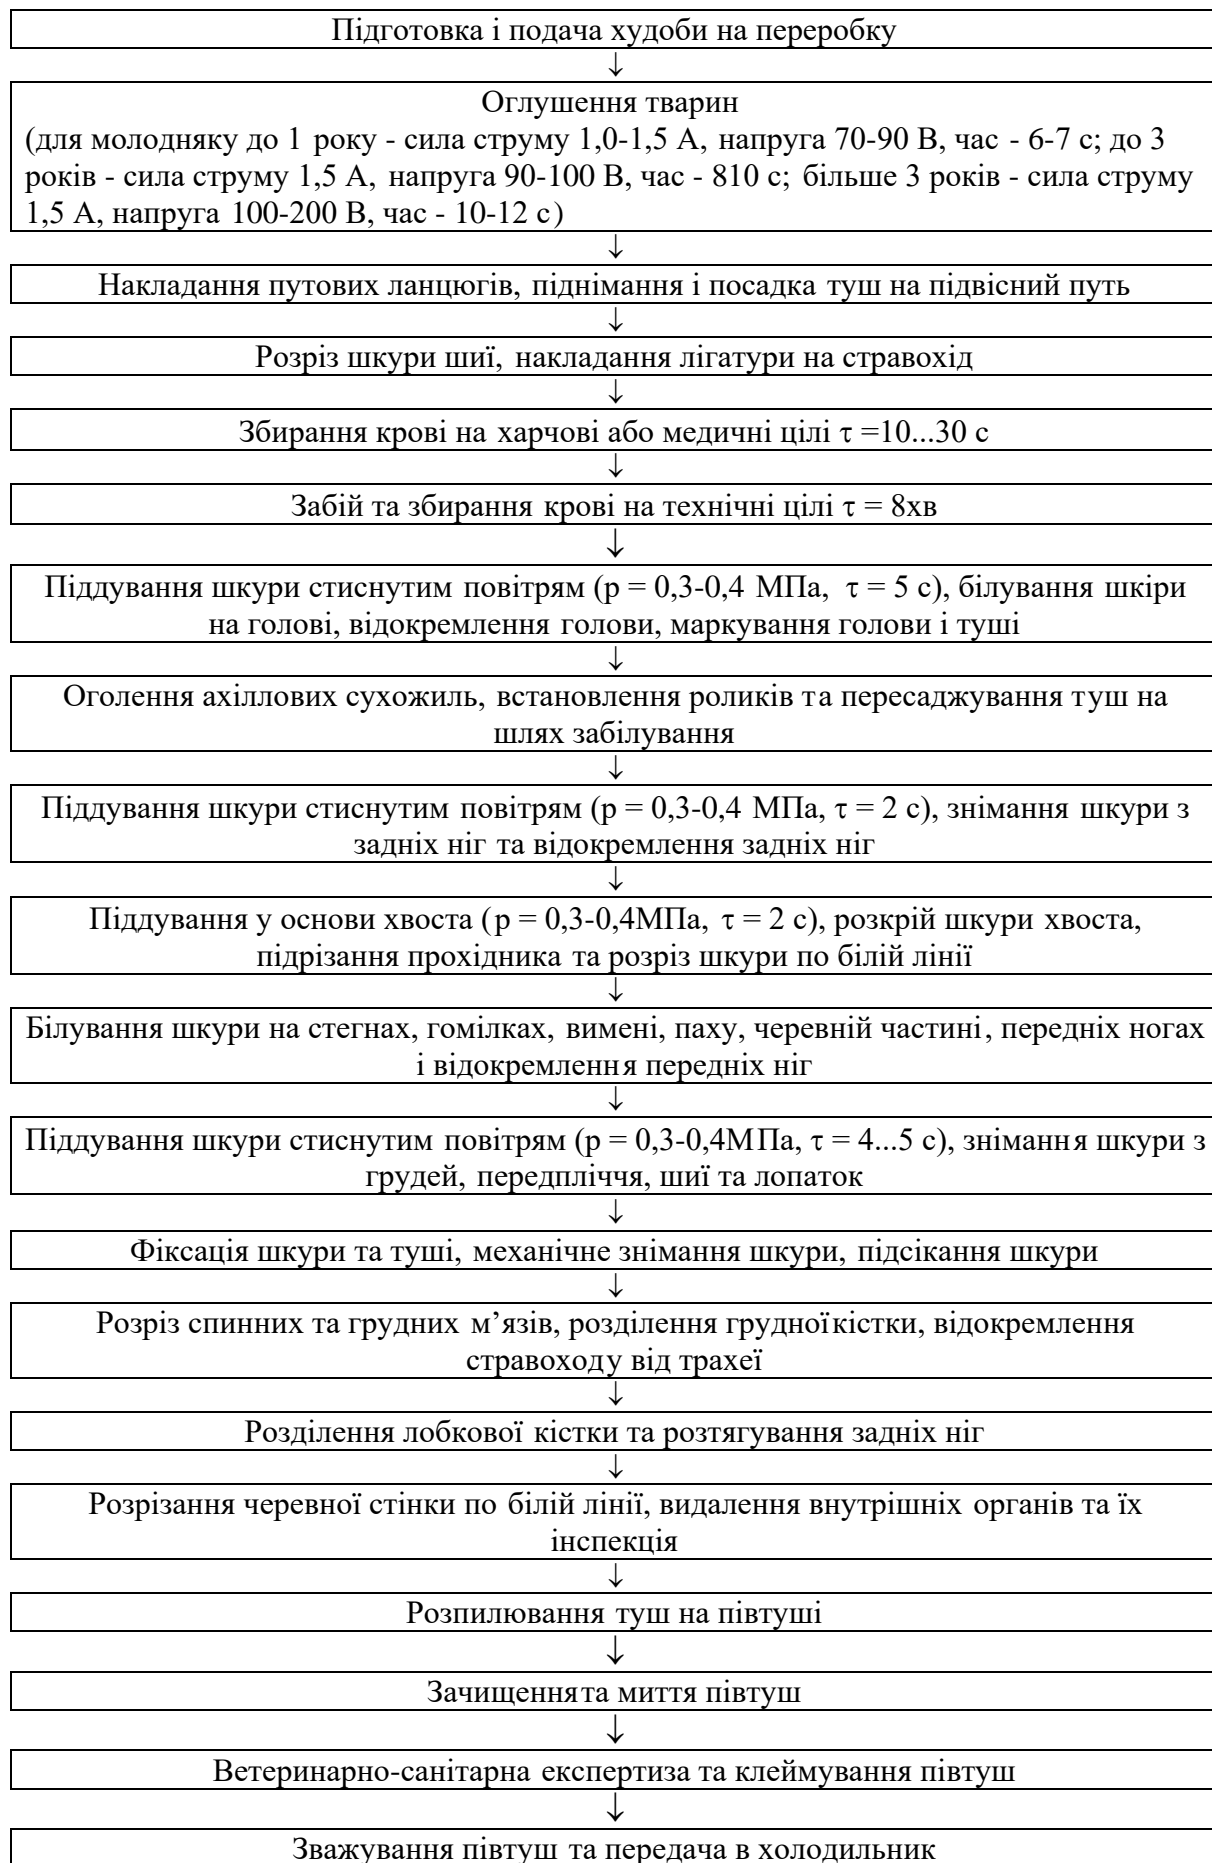 Підготовка і подача худоби на переробку
↓
Оглушення тварин
(для молодняку до 1 року - сила струму 1,0-1,5 А, напруга 70-90 В, час - 6-7 с; до 3
років - сила струму 1,5 А, напруга 90-100 В, час - 810 с; більше 3 років - сила струму
1,5 А, напруга 100-200 В, час - 10-12 с)
↓
Накладання путових ланцюгів, піднімання і посадка туш на підвісний путь
↓
Розріз шкури шиї, накладання лігатури на стравохід
↓
Збирання крові на харчові або медичні цілі τ =10...30 с
↓
Забій та збирання крові на технічні цілі τ = 8хв
↓
Піддування шкури стиснутим повітрям (р = 0,3-0,4 МПа, τ = 5 с), білування шкіри
на голові, відокремлення голови, маркування голови і туші
↓
Оголення ахіллових сухожиль, встановлення роликів та пересаджування туш на
шлях забілування
↓
Піддування шкури стиснутим повітрям (р = 0,3-0,4 МПа, τ = 2 с), знімання шкури з
задніх ніг та відокремлення задніх ніг
↓
Піддування у основи хвоста (р = 0,3-0,4МПа, τ = 2 с), розкрій шкури хвоста,
підрізання прохідника та розріз шкури по білій лінії
↓
Білування шкури на стегнах, гомілках, вимені, паху, черевній частині, передніх ногах
і відокремлення передніх ніг
↓
Піддування шкури стиснутим повітрям (р = 0,3-0,4МПа, τ = 4...5 с), знімання шкури з
грудей, передпліччя, шиї та лопаток
↓
Фіксація шкури та туші, механічне знімання шкури, підсікання шкури
↓
Розріз спинних та грудних м’язів, розділення грудної кістки, відокремлення
стравоходу від трахеї
↓
Розділення лобкової кістки та розтягування задніх ніг
↓
Розрізання черевної стінки по білій лінії, видалення внутрішніх органів та їх
інспекція
↓
Розпилювання туш на півтуші
↓
Зачищення та миття півтуш
↓
Ветеринарно-санітарна експертиза та клеймування півтуш
↓
Зважування півтуш та передача в холодильник